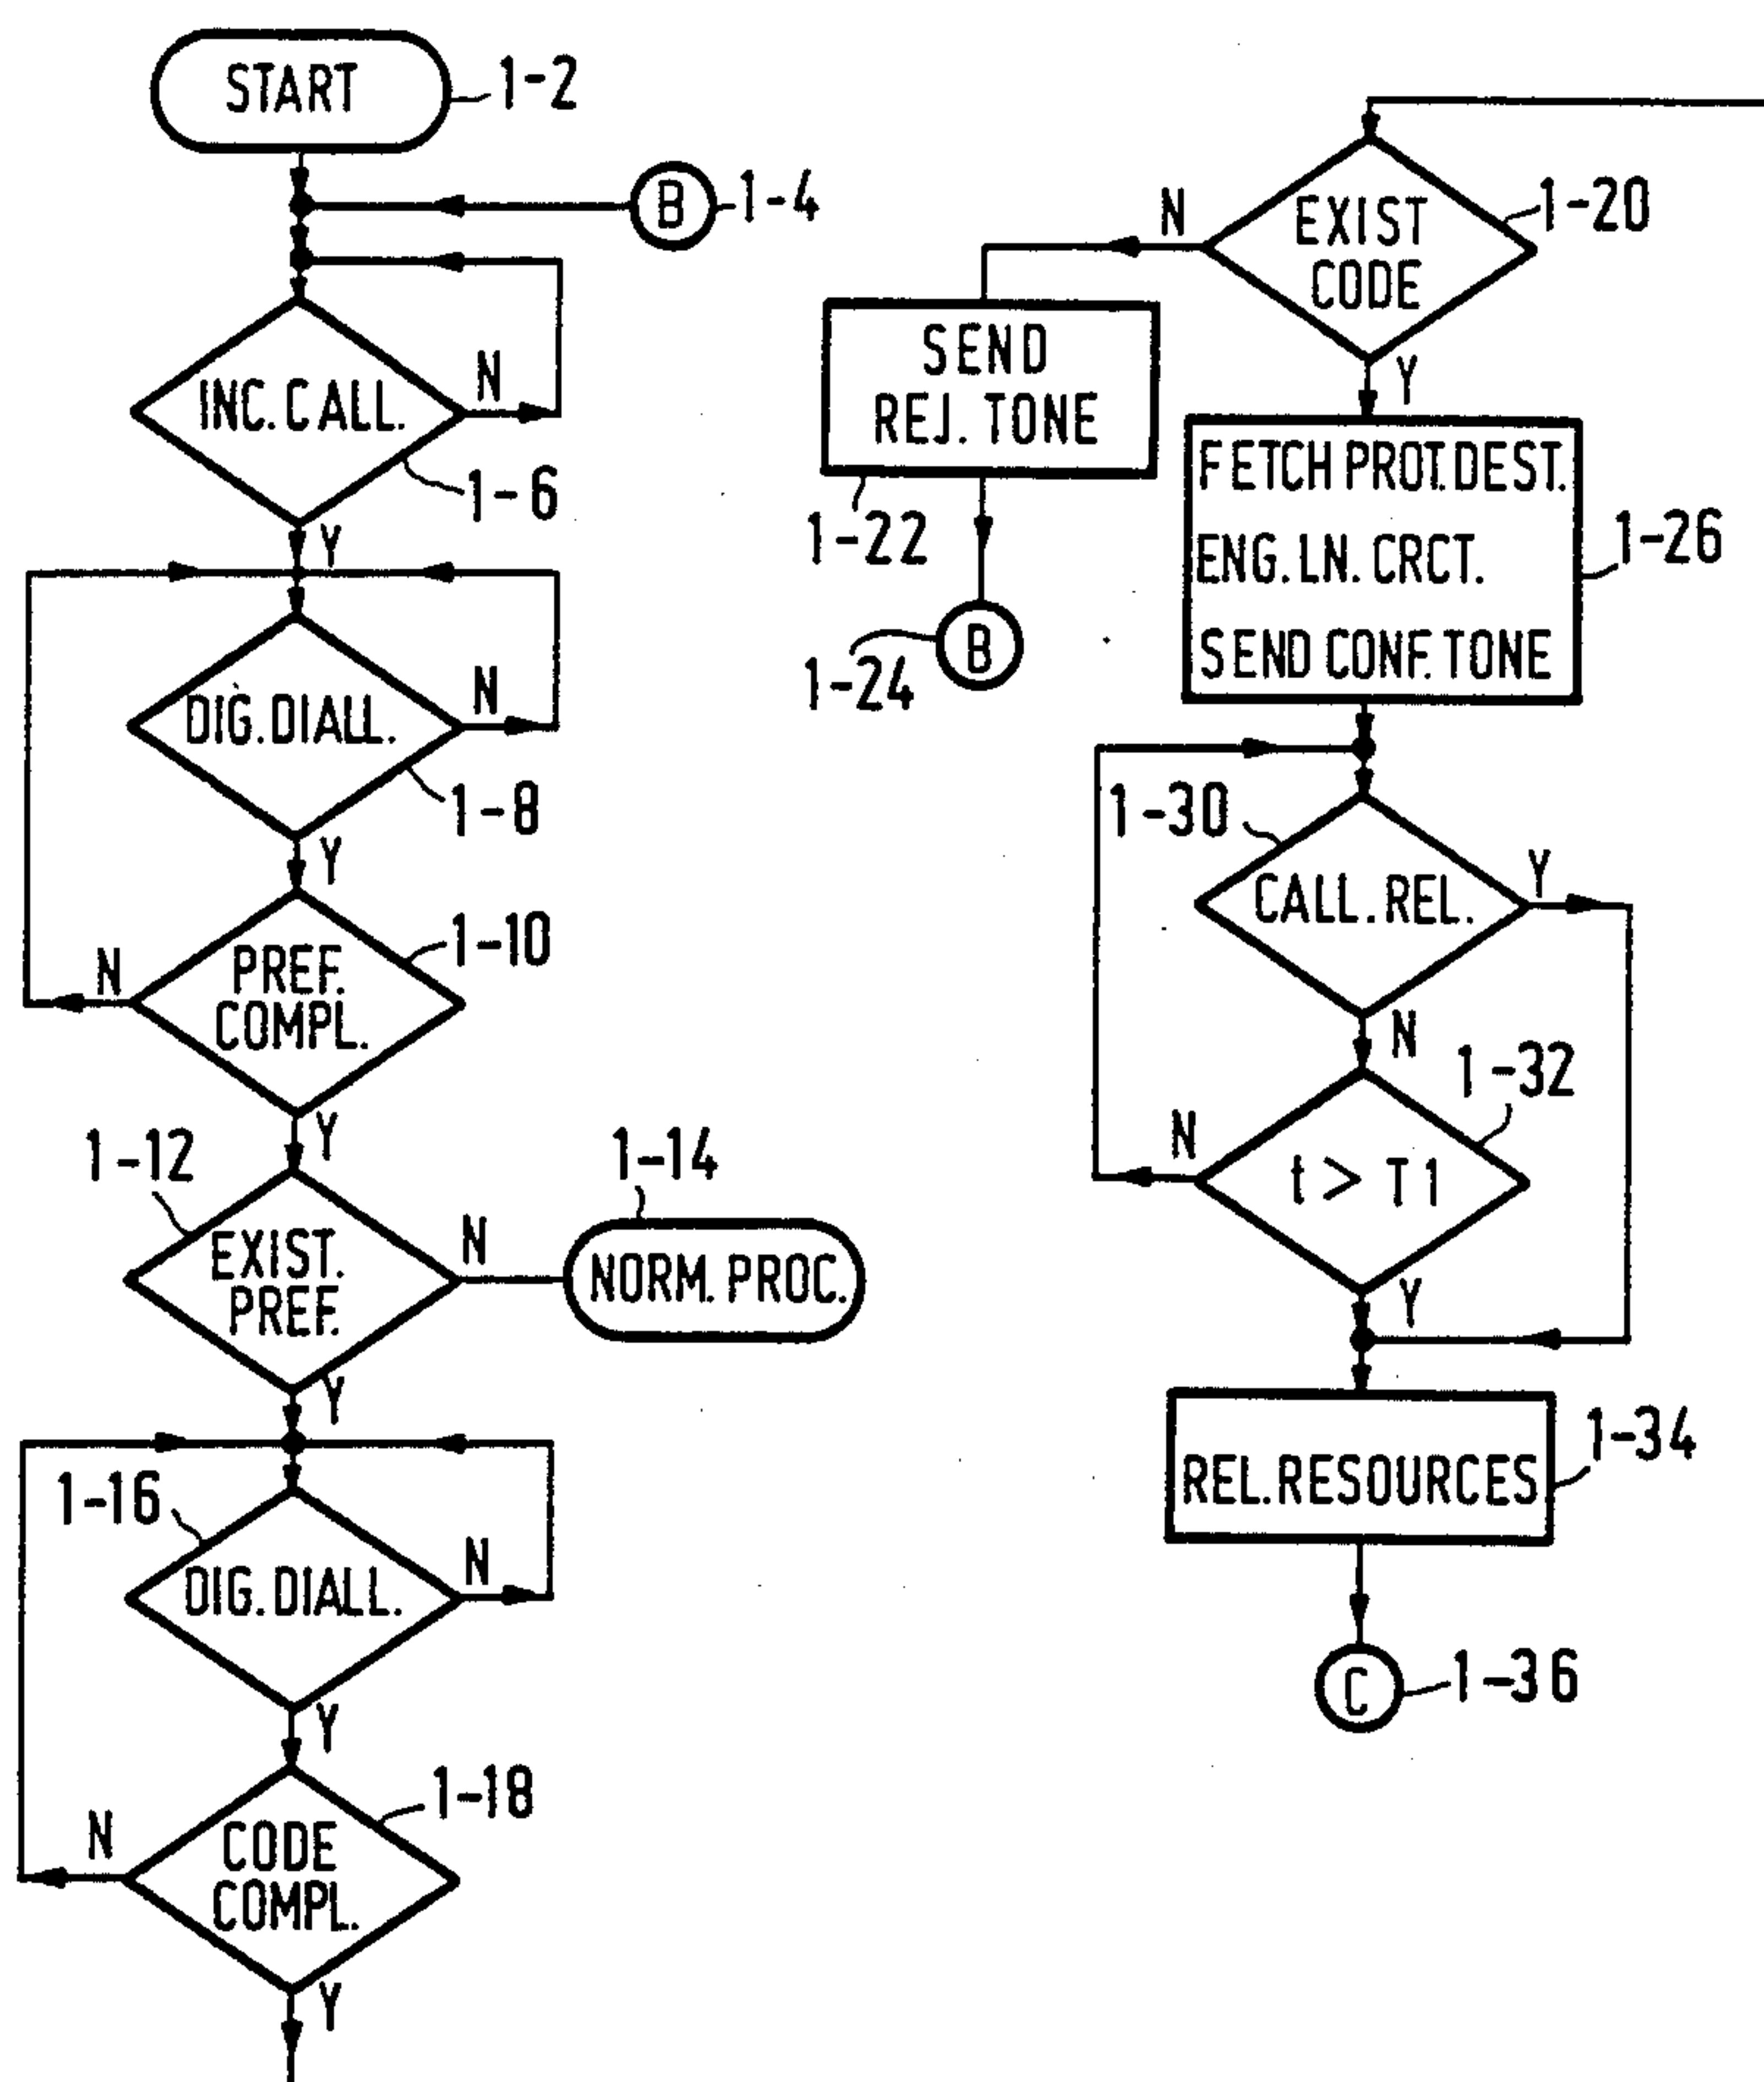 START
1-2
B
1-4
INC. CALL.
N
1-6
Y
DIG. DIALL.
N
1-8
Y
PREF.
COMPL.
1-10
N
Y
1-12
EXIST.
PREF.
N
1-14
NORM. PROC.
Y
1-16
DIG. DIALL.
N
Y
1-18
CODE
COMPL.
N
Y
EXIST
CODE
1-20
N
SEND
REJ. TONE
1-22
B
1-24
Y
FETCH PROT. DEST.
ENG. LN. CRCT.
SEND CONF. TONE
1-26
1-30
CALL. REL.
Y
N
1-32
t > T1
N
Y
REL. RESOURCES
1-34
C
1-36